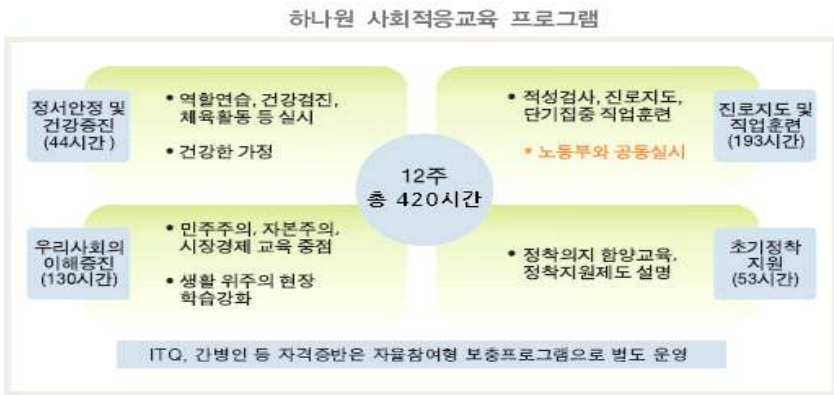 하나원 사회적응교육 프로그램
정서안정 및
건강증진
(44시간 )
• 역할연습, 건강검진,
체육활동 등 실시
• 건강한 가정
• 적성검사, 진로지도,
단기집중 직업훈련
* 노동부와 공동실시
진로지도 및
직업훈련
(193시간)
12주
총 420시간
우리사회의
이해증진
(130시간)
• 민주주의, 자본주의,
시장경제 교육 중점
• 생활 위주의 현장
학습강화
• 정착의지 함양교육,
정착지원제도 설명
초기정착
지원
(53시간)
ITQ, 간병인 등 자격증반은 자율참여형 보충프로그램으로 별도 운영